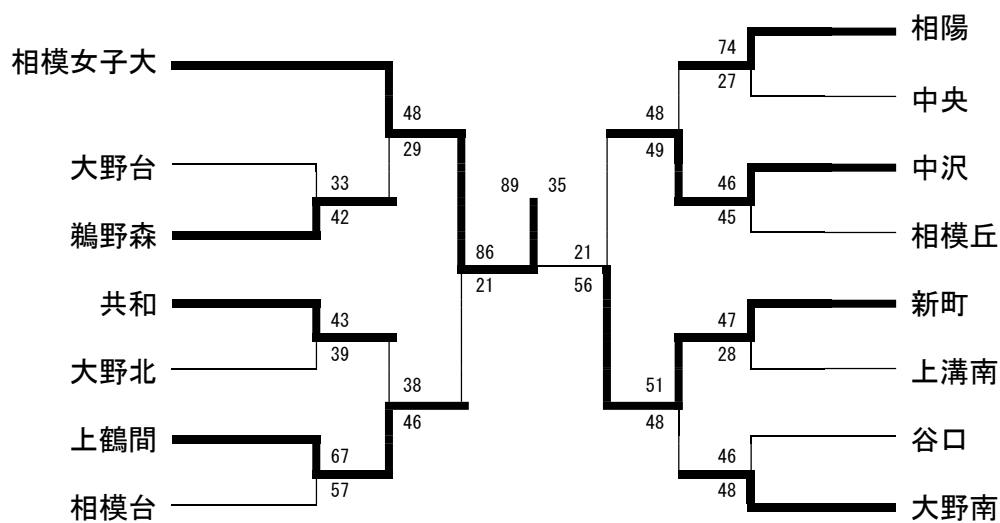 相模女子大
48
29
大野台
33
42
鵜野森
共和
43
39
大野北
38
46
上鶴間
67
57
相模台
86
21
89 35
21
56
相陽
74
27
中央
48
49
中沢
46
45
相模丘
新町
47
28
上溝南
51
48
谷口
46
48
大野南